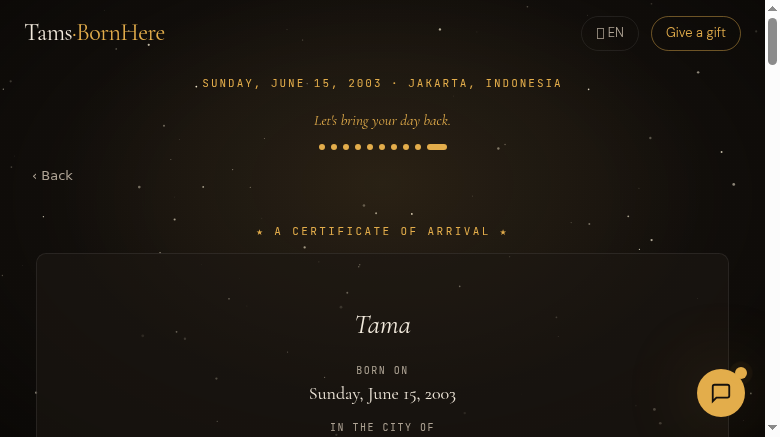 Tams·BornHere
EN
Give a gift
SUNDAY, JUNE 15, 2003 · JAKARTA, INDONESIA
Let's bring your day back.
‹ Back
★ A CERTIFICATE OF ARRIVAL ★
Tama
BORN ON
Sunday, June 15, 2003
IN THE CITY OF